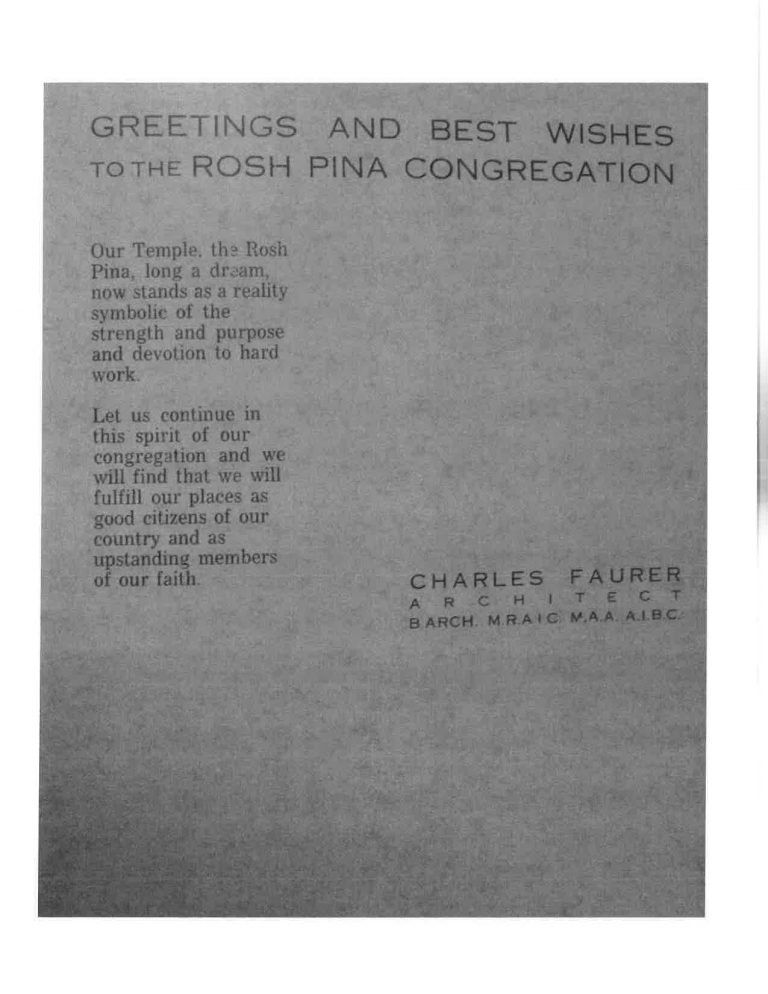 GREETINGS AND BEST WISHES
TO THE ROSH PINA CONGREGATION
Our Temple, the Rosh
Pina, long a dream,
now stands as a reality
symbolic of the
strength and purpose
and devotion to hard
work.
Let us continue in
this spirit of our
congregation and we
will find that we will
fulfill our places as
good citizens of our
country and as
upstanding members
of our faith.
CHARLES FAURER
ARCHITECT
B.ARCH. M.R.A.I.C. M.A.A. A.I.B.C.